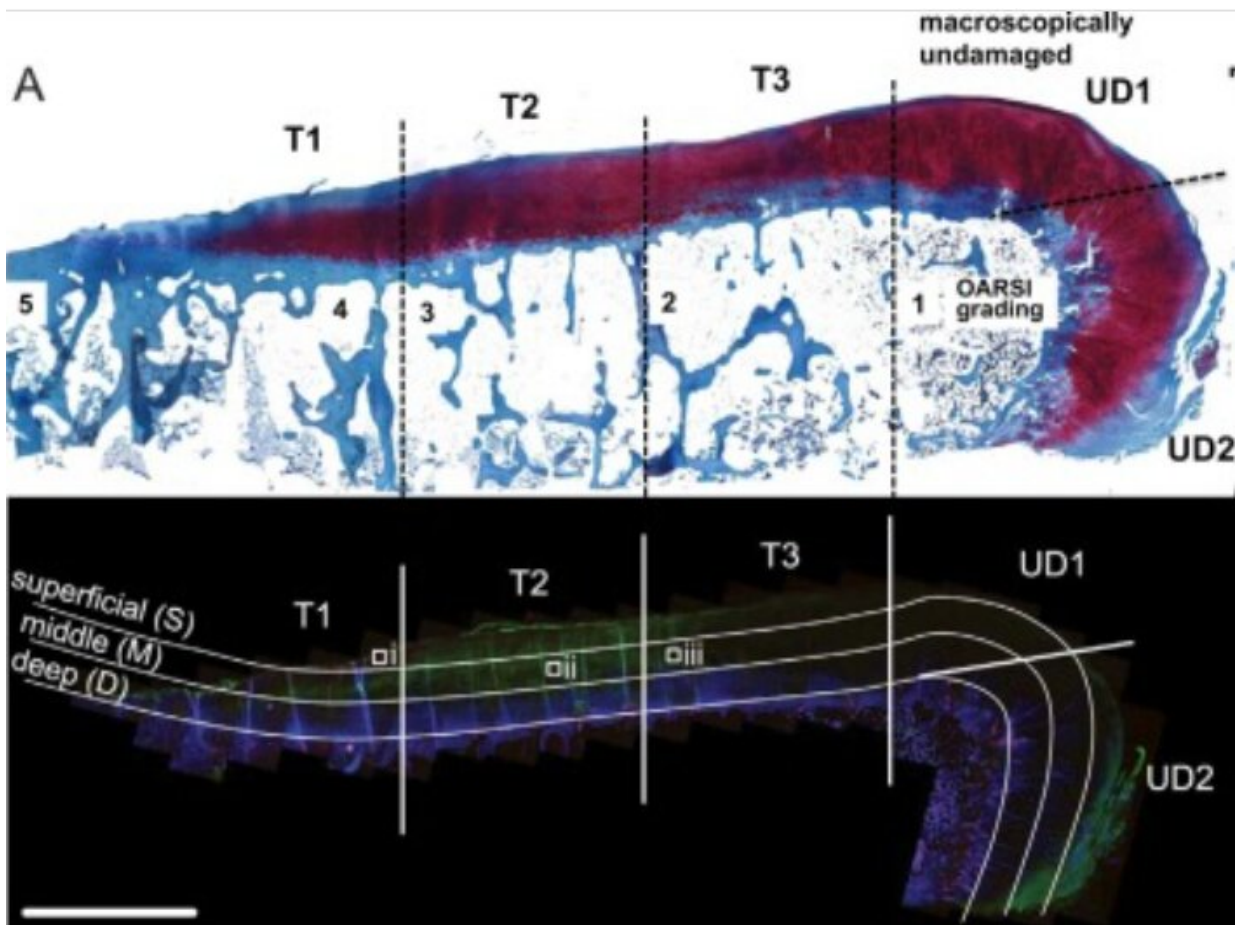 macroscopically
undamaged
A
T1
T2
T3
UD1
5
4
3
2
1
OARSI
grading
UD2
superficial (S)
middle (M)
deep (D)
T1
T2
T3
UD1
i
ii
iii
UD2